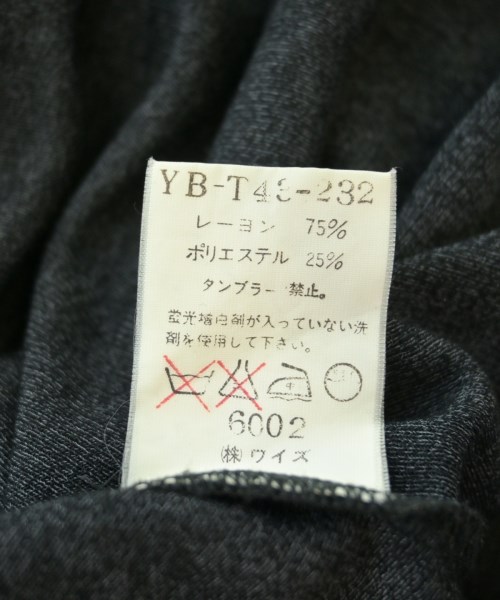 YB-T43-232
レーヨン 75%
ポリエステル 25%
タンブラー禁止。
蛍光増白剤が入っていない洗
剤を使用して下さい。
6002
㈱ワイズ